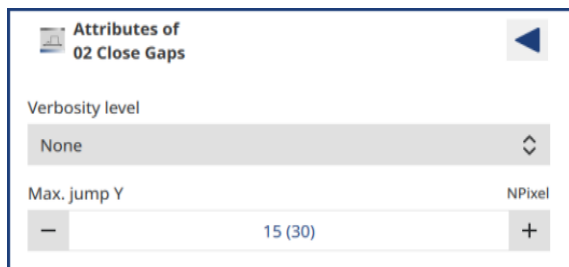 Attributes of
02 Close Gaps
Verbosity level
None
Max. jump Y NPixel
15 (30)